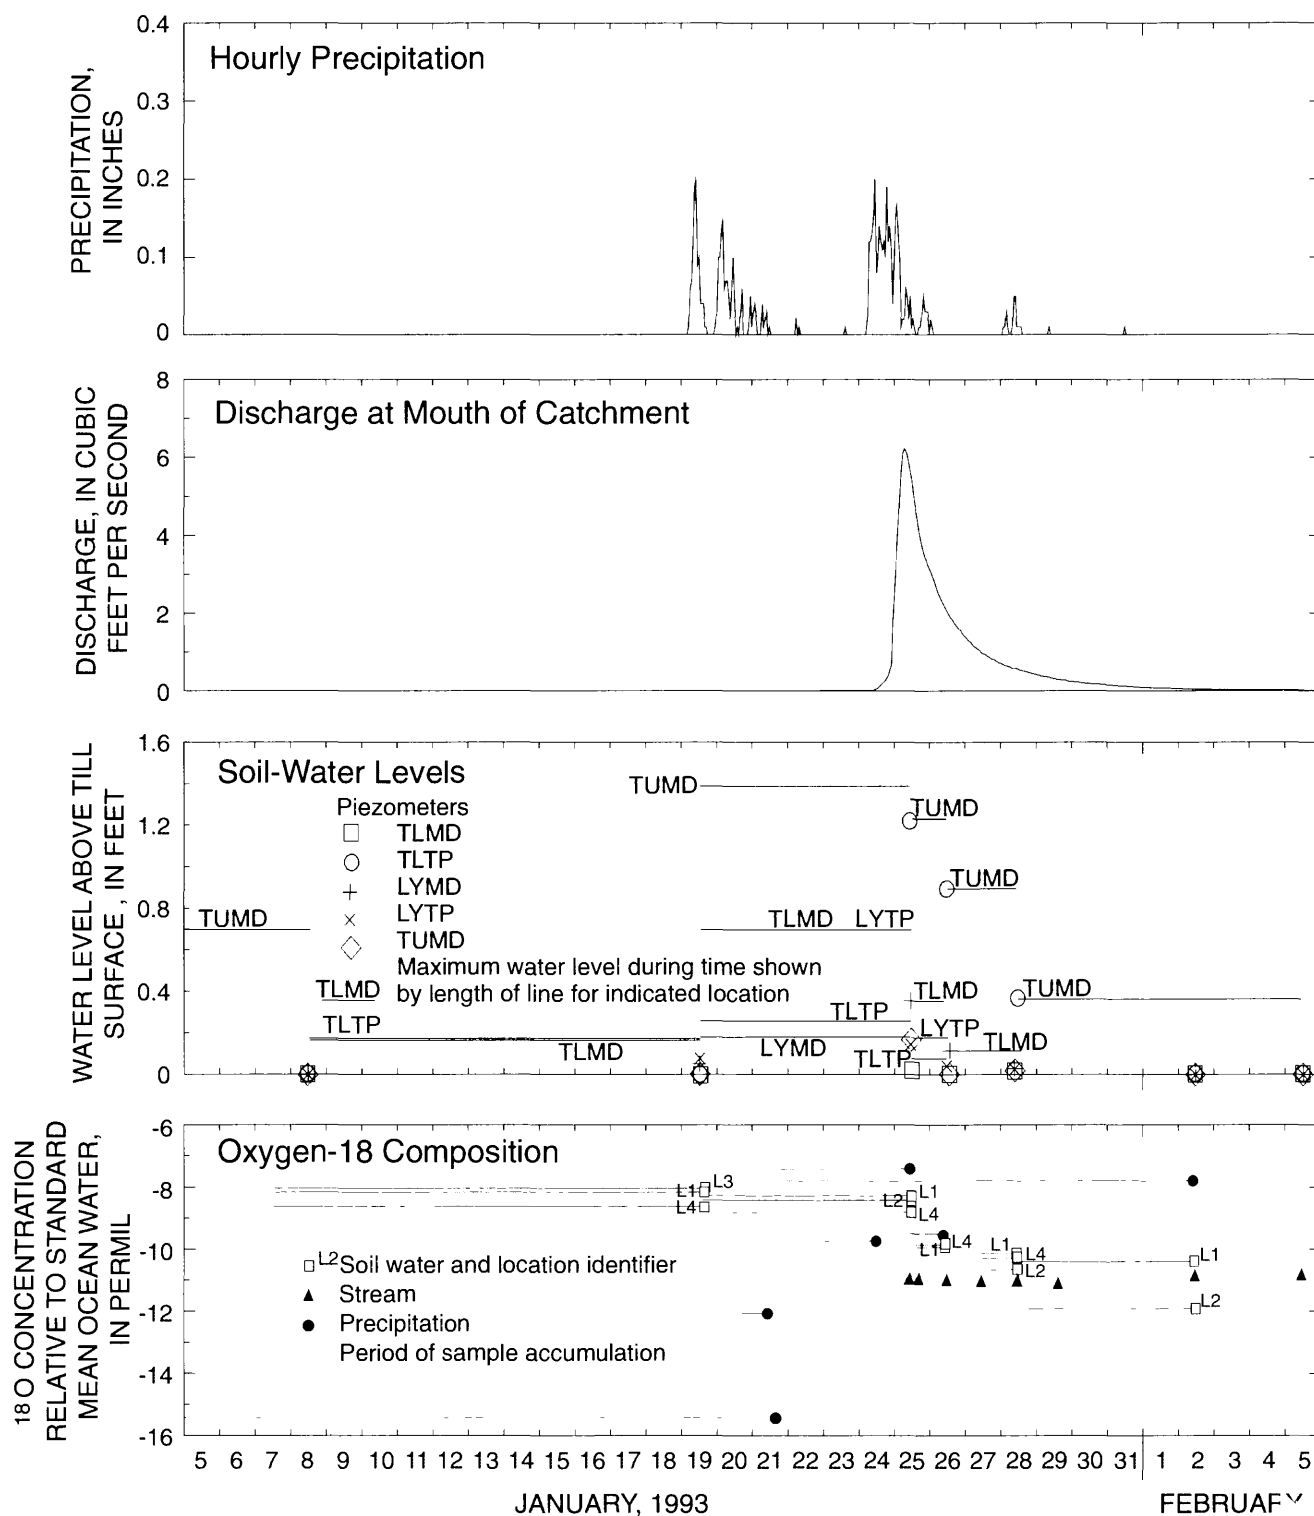 Hourly Precipitation
PRECIPITATION,
IN INCHES
0.4
0.3
0.2
0.1
0
Discharge at Mouth of Catchment
DISCHARGE, IN CUBIC
FEET PER SECOND
8
6
4
2
0
Soil-Water Levels
WATER LEVEL ABOVE TILL
SURFACE, IN FEET
1.6
1.2
0.8
0.4
0
Piezometers
TLMD
TLTP
LYMD
LYTP
TUMD
Maximum water level during time shown
by length of line for indicated location
TUMD
TUMD
TUMD
TUMD
TLMD LYTP
TLMD
TLMD
TUMD
TLTP
TLTP
LYTP
TLMD
LYMD
TLTP
TLMD
Oxygen-18 Composition
18 O CONCENTRATION
RELATIVE TO STANDARD
MEAN OCEAN WATER,
IN PERMIL
-6
-8
-10
-12
-14
-16
L3
L1
L4
L1
L2
L4
L4
L1
L1
L4
L2
L1
L2
L2 Soil water and location identifier
Stream
Precipitation
Period of sample accumulation
5 6 7 8 9 10 11 12 13 14 15 16 17 18 19 20 21 22 23 24 25 26 27 28 29 30 31 1 2 3 4 5
JANUARY, 1993 FEBRUARY